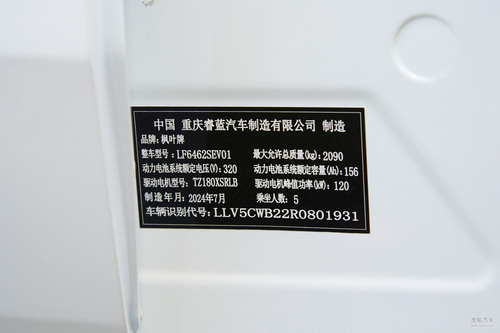 中国 重庆睿蓝汽车制造有限公司 制造
品牌: 枫叶牌
整车型号: LF6462SEV01 最大允许总质量(kg): 2090
动力电池系统额定电压(V): 320 动力电池系统额定容量(Ah): 156
驱动电机型号: TZ180XSRLB 驱动电机峰值功率(kW): 120
制造年月: 2024年7月 乘坐人数: 5
车辆识别代号: LLV5CWB22R0801931
搜狐汽车